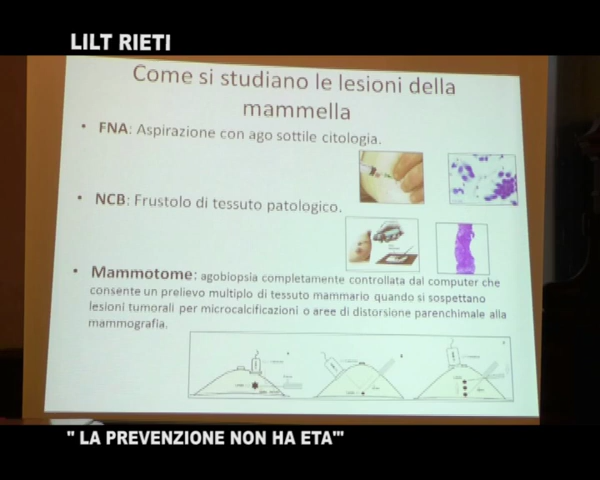 LILT RIETI
Come si studiano le lesioni della
mammella
• FNA: Aspirazione con ago sottile citologia.
• NCB: Frustolo di tessuto patologico.
• Mammotome: agobiopsia completamente controllata dal computer che
consente un prelievo multiplo di tessuto mammario quando si sospettano
lesioni tumorali per microcalcificazioni o aree di distorsione parenchimale alla
mammografia.
" LA PREVENZIONE NON HA ETA'"